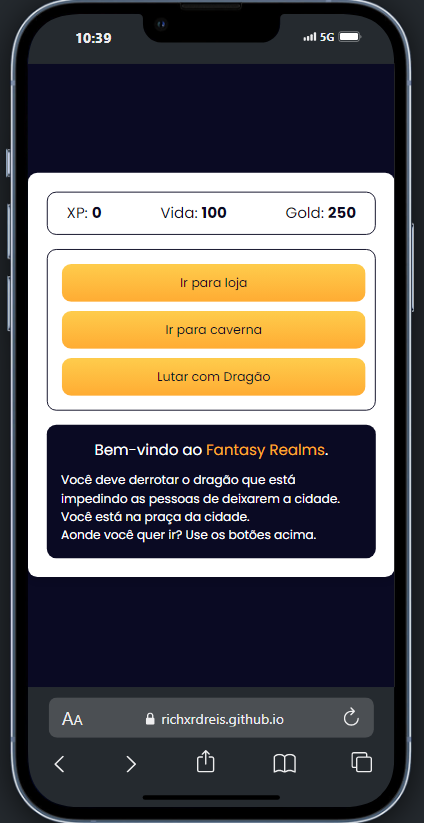 10:39
5G
XP: 0 Vida: 100 Gold: 250
Ir para loja
Ir para caverna
Lutar com Dragão
Bem-vindo ao Fantasy Realms.
Você deve derrotar o dragão que está
impedindo as pessoas de deixarem a cidade.
Você está na praça da cidade.
Aonde você quer ir? Use os botões acima.
AA richxrdreis.github.io